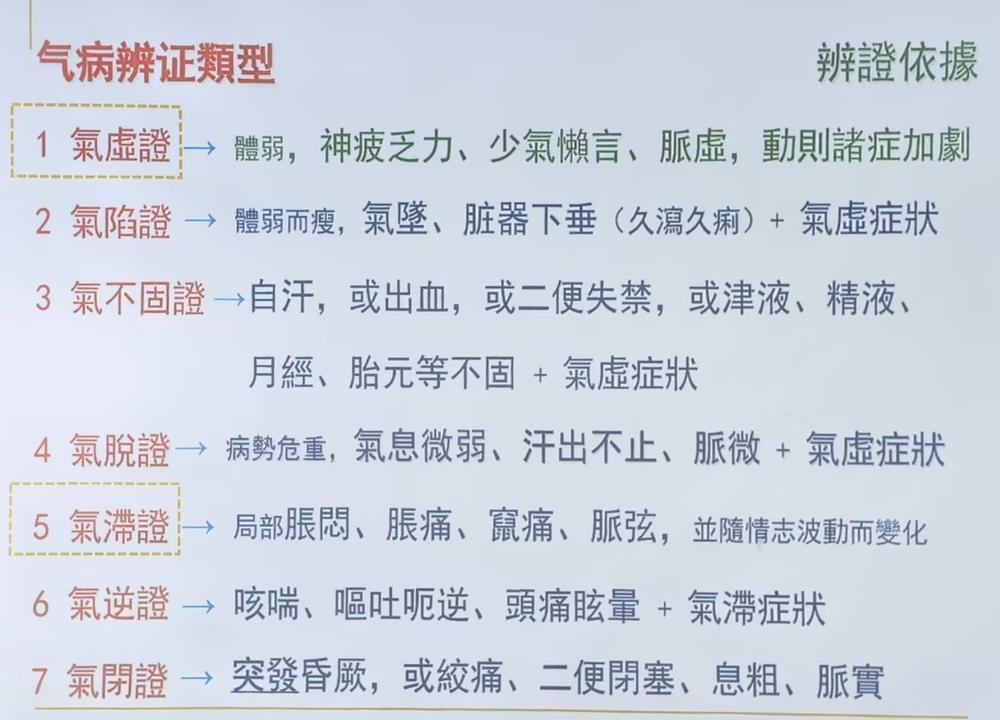 气病辨证類型 辨證依據
1 氣虛證 → 體弱，神疲乏力、少氣懶言、脈虛，動則諸症加劇
2 氣陷證 → 體弱而瘦，氣墜、脏器下垂（久瀉久痢）+ 氣虛症狀
3 氣不固證 → 自汗，或出血，或二便失禁，或津液、精液、
月經、胎元等不固 + 氣虛症狀
4 氣脫證 → 病勢危重，氣息微弱、汗出不止、脈微 + 氣虛症狀
5 氣滯證 → 局部脹悶、脹痛、竄痛、脈弦，並隨情志波動而變化
6 氣逆證 → 咳喘、嘔吐呃逆、頭痛眩暈 + 氣滯症狀
7 氣閉證 → 突發昏厥，或絞痛、二便閉塞、息粗、脈實